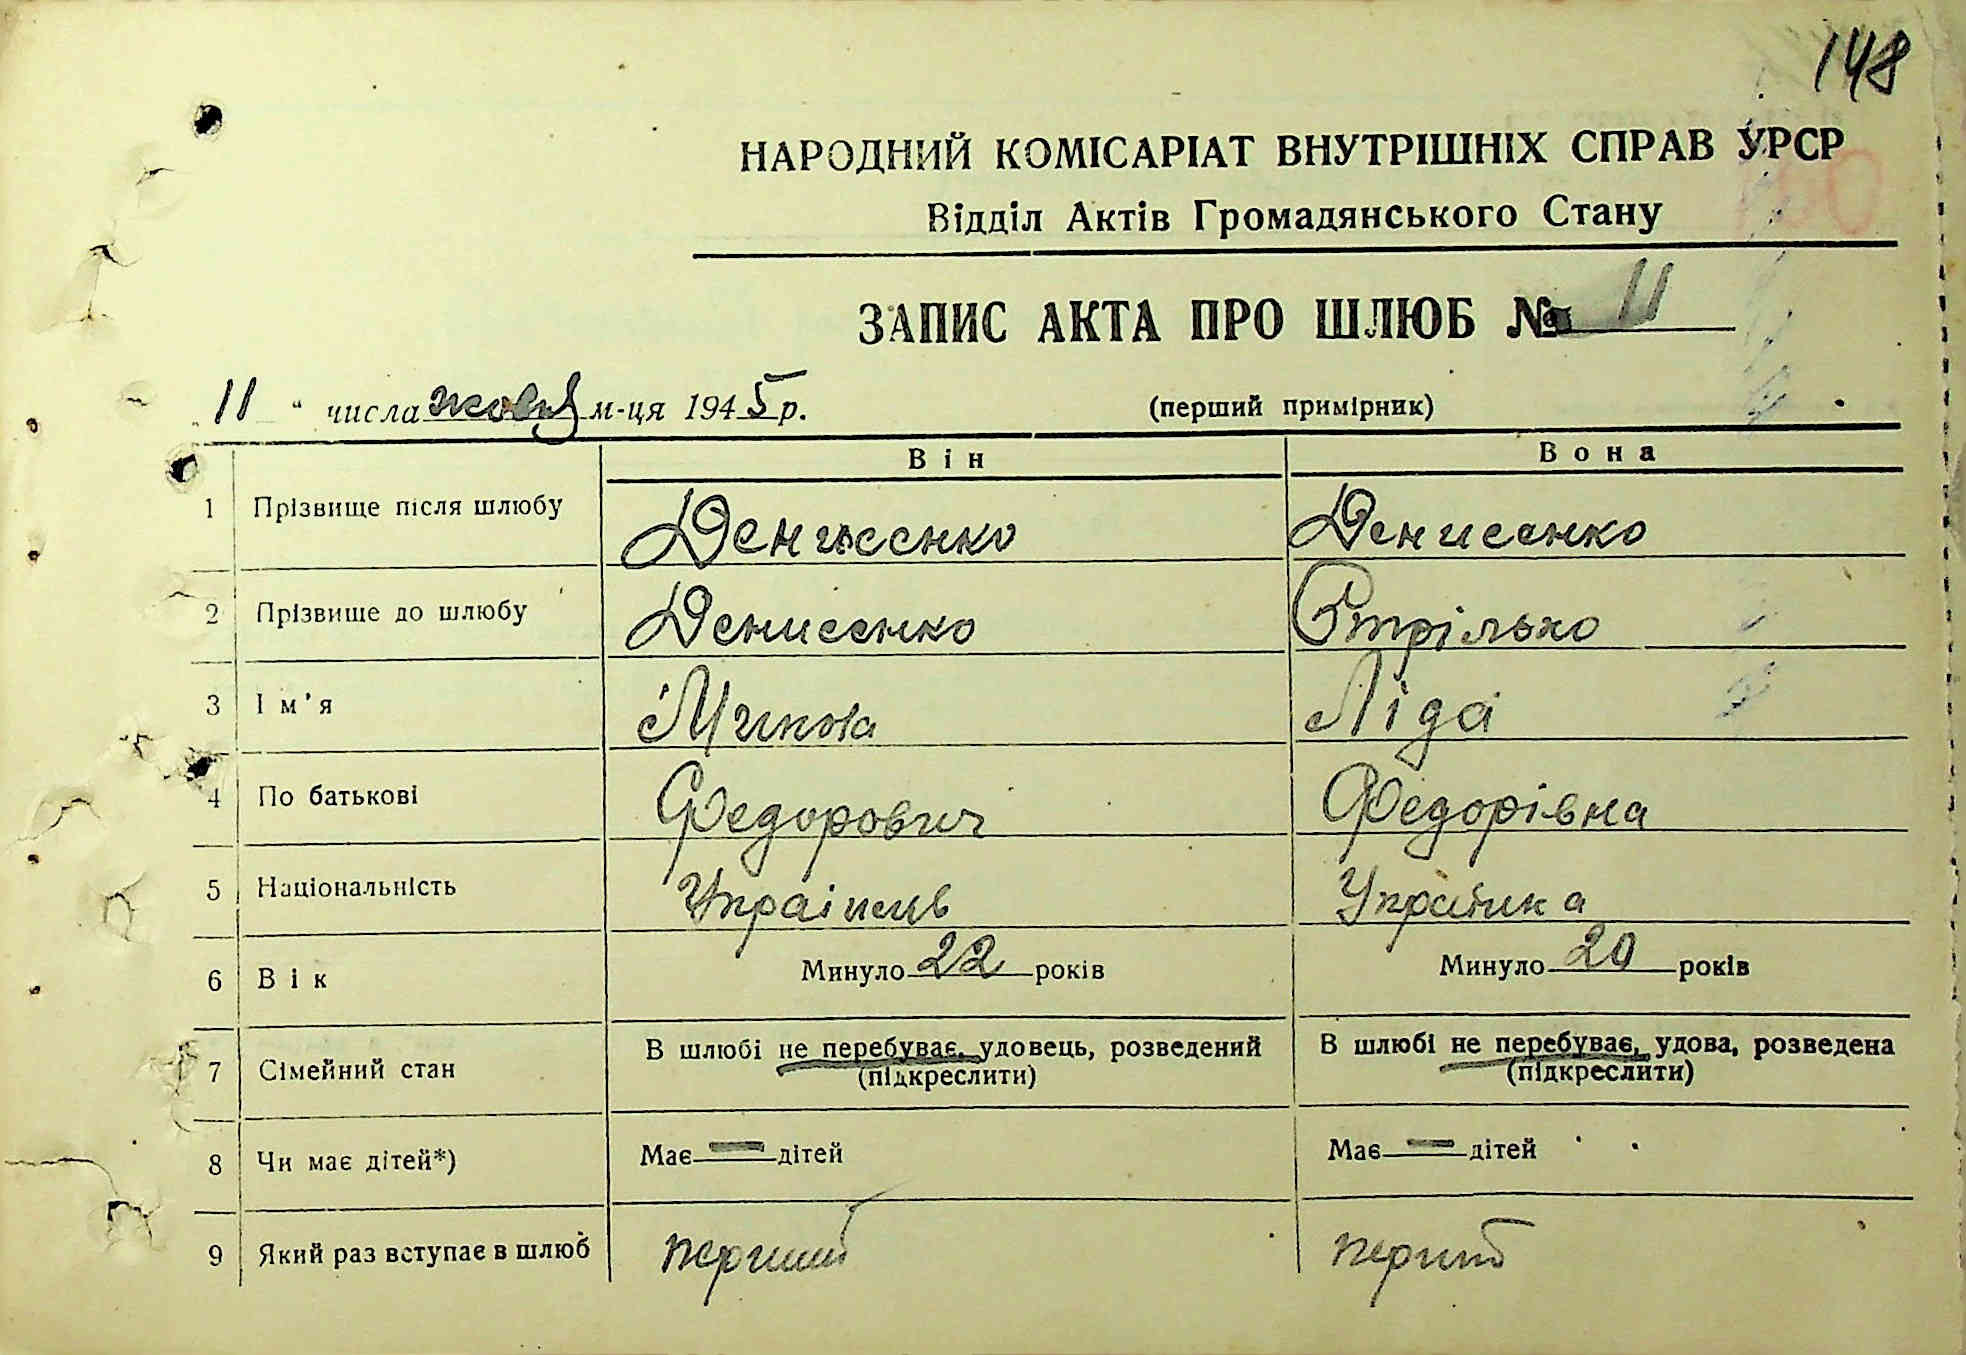 148
НАРОДНИЙ КОМІСАРІАТ ВНУТРІШНІХ СПРАВ УРСР
Відділ Актів Громадянського Стану
ЗАПИС АКТА ПРО ШЛЮБ № 11
11 " числа м-ця 1945 р. (перший примірник)
Він Вона
1 Прізвище після шлюбу Денисенко Денисенко
2 Прізвище до шлюбу Денисенко Стрілько
3 Ім'я Микола Ліда
4 По батькові Федорович Федорівна
5 Національність Українець Українка
6 Вік Минуло 22 років Минуло 20 років
7 Сімейний стан В шлюбі не перебуває, удовець, розведений В шлюбі не перебуває, удова, розведена
(підкреслити) (підкреслити)
8 Чи має дітей*) Має — дітей Має — дітей
9 Який раз вступає в шлюб перший перший